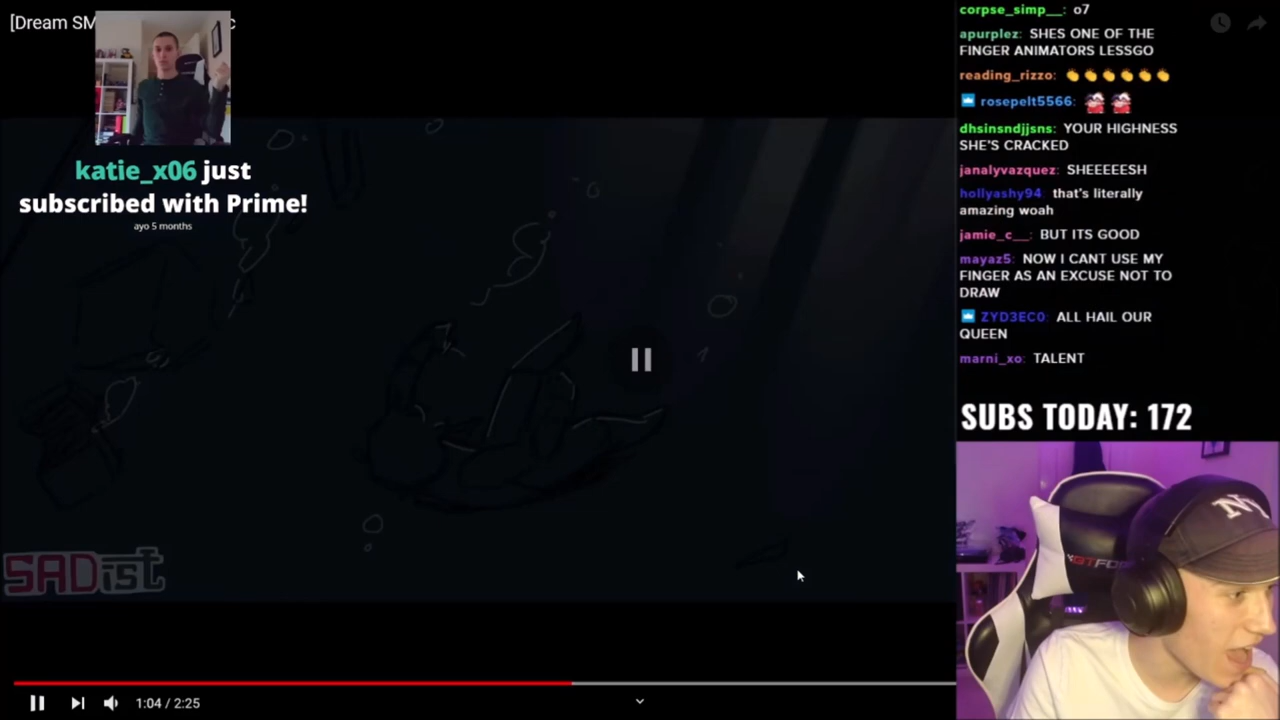 [Dream SM
c
katie_x06 just
subscribed with Prime!
ayo 5 months
SADist
1:04 / 2:25
corpse_simp__: o7
apurplez: SHES ONE OF THE
FINGER ANIMATORS LESSGO
reading_rizzo: 👏👏👏👏👏👏
rosepelt5566:
dhsinsndjjsns: YOUR HIGHNESS
SHE'S CRACKED
janalyvazquez: SHEEEEESH
hollyashy94: that's literally
amazing woah
jamie_c__: BUT ITS GOOD
mayaz5: NOW I CANT USE MY
FINGER AS AN EXCUSE NOT TO
DRAW
ZYD3EC0: ALL HAIL OUR
QUEEN
marni_xo: TALENT
SUBS TODAY: 172
NY
GTFO